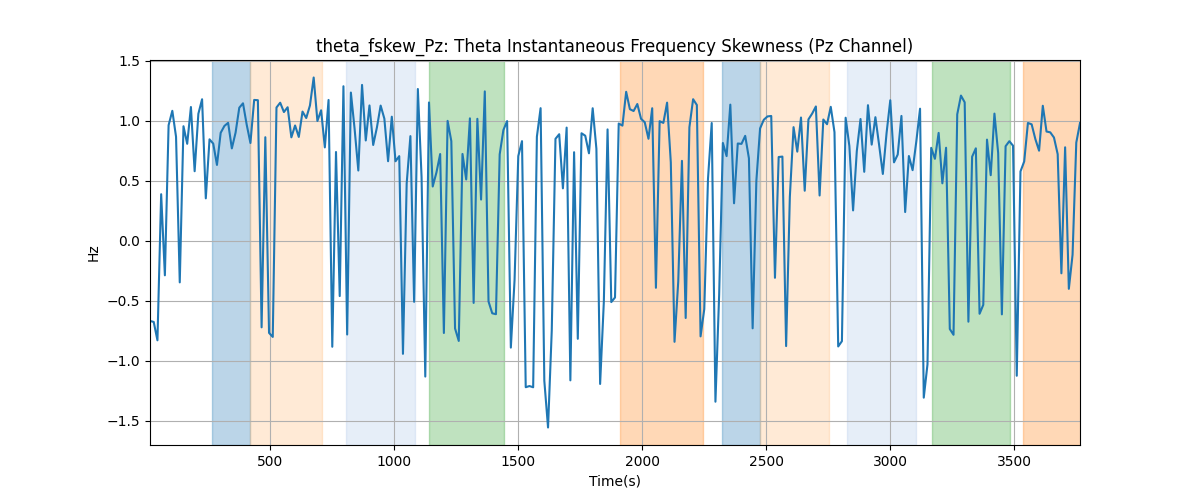 theta_fskew_Pz: Theta Instantaneous Frequency Skewness (Pz Channel)
1.5
1.0
0.5
0.0
−0.5
−1.0
−1.5
Hz
500 1000 1500 2000 2500 3000 3500
Time(s)